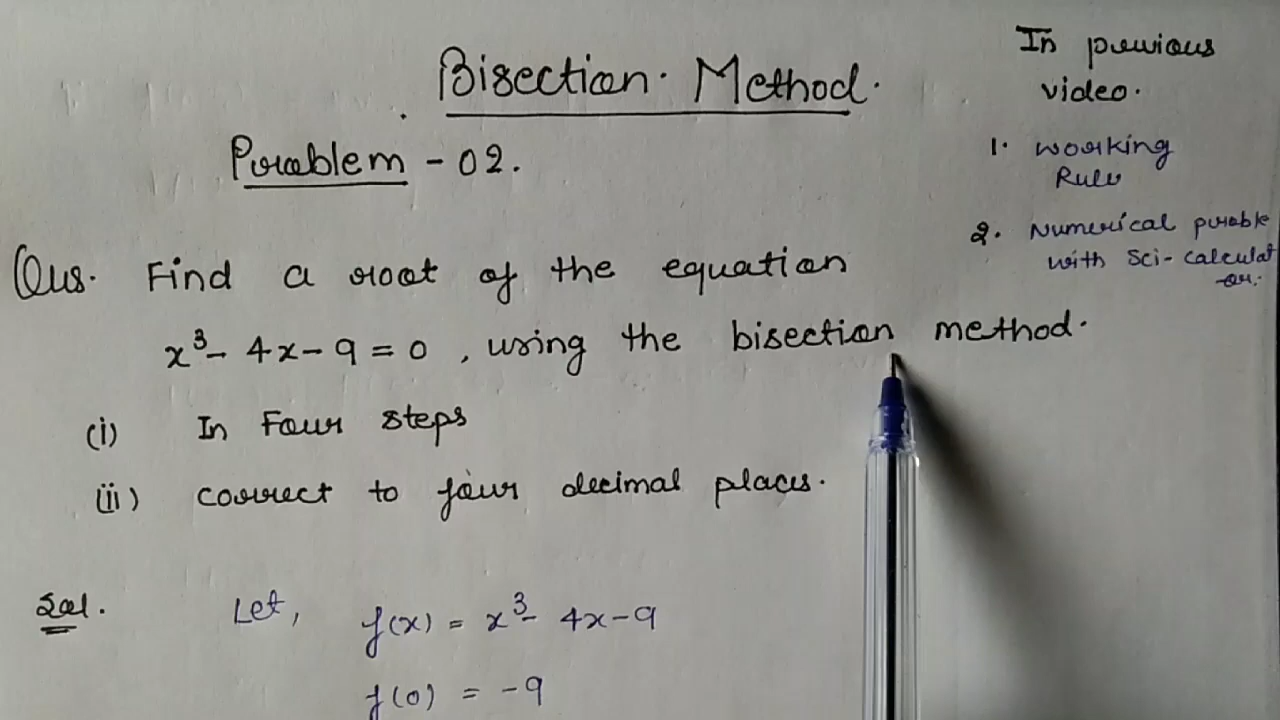 Bisection Method.
Problem - 02.
In previous
video.
1. Working
Rule
2. Numerical proble
with Sci-calculat
or.
Qus. Find a root of the equation
x³- 4x - 9 = 0 , using the bisection method.
(i) In Four steps
(ii) correct to four decimal places.
Sol. Let, f(x) = x³- 4x - 9
f(0) = -9